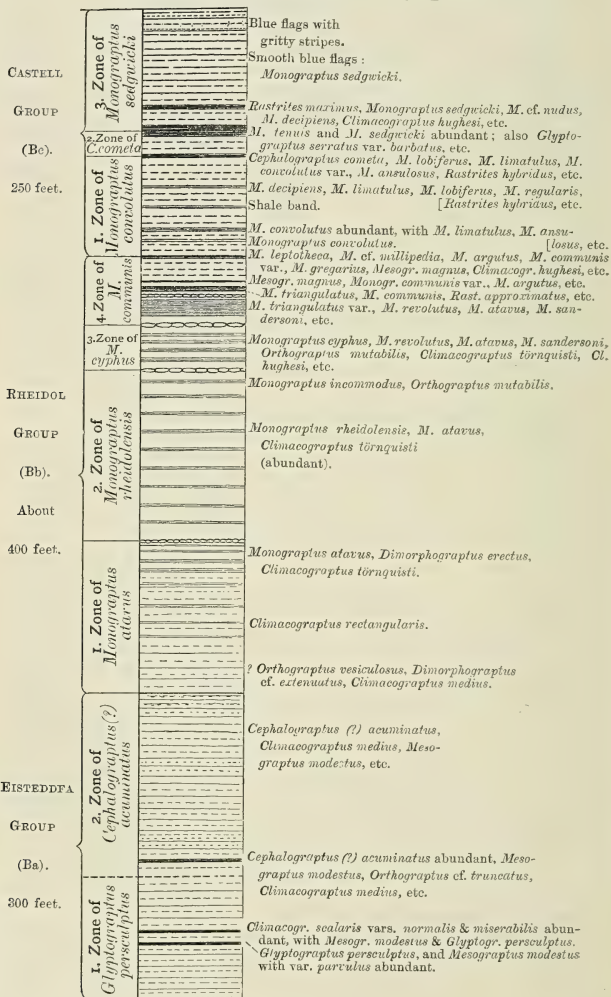 Blue flags with
gritty stripes.
Smooth blue flags :
Monograptus sedgwicki.
CASTELL
GROUP
(Bc).
250 feet.
3. Zone of
Monograptus
sedgwicki
Rastrites maximus, Monograptus sedgwicki, M. cf. nudus,
M. decipiens, Climacograptus hughesi, etc.
2. Zone of
C. cometa
M. tenuis and M. sedgwicki abundant ; also Glypto-
graptus serratus var. barbatus, etc.
Cephalograptus cometa, M. lobiferus, M. limatulus, M.
convolutus var., M. ansulosus, Rastrites hybridus, etc.
1. Zone of
Monograptus
convolutus
M. decipiens, M. limatulus, M. lobiferus, M. regularis,
Shale band. [Rastrites hybridus, etc.
M. convolutus var. abundant, with M. limatulus, M. ansu-
Monograptus convolutus. [losus, etc.
RHEIDOL
GROUP
(Bb).
About
400 feet.
4. Zone of
M.
communis
M. leptotheca, M. cf. millipedia, M. argutus, M. communis
var., M. gregarius, Mesogr. magnus, Climacogr. hughesi, etc.
Mesogr. magnus, Monogr. communis var., M. argutus, etc.
M. triangulatus, M. communis, Rast. approximatus, etc.
M. triangulatus var., M. revolutus, M. atavus, M. san-
dersoni, etc.
3. Zone of
M.
cyphus
Monograptus cyphus, M. revolutus, M. atavus, M. sandersoni,
Orthograptus mutabilis, Climacograptus törnquisti, Cl.
hughesi, etc.
Monograptus incommodus, Orthograptus mutabilis.
2. Zone of
Monograptus
rheidolensis
Monograptus rheidolensis, M. atavus,
Climacograptus törnquisti
(abundant).
1. Zone of
Monograptus
atavus
Monograptus atavus, Dimorphograptus erectus,
Climacograptus törnquisti.
Climacograptus rectangularis.
? Orthograptus vesiculosus, Dimorphograptus
cf. extenuatus, Climacograptus medius.
EISTEDDFA
GROUP
(Ba).
300 feet.
2. Zone of
Cephalograptus (?)
acuminatus
Cephalograptus (?) acuminatus,
Climacograptus medius, Meso-
graptus modestus, etc.
Cephalograptus (?) acuminatus abundant, Meso-
graptus modestus, Orthograptus cf. truncatus,
Climacograptus medius, etc.
1. Zone of
Glyptograptus
persculptus
Climacogr. scalaris vars. normalis & miserabilis abun-
dant, with Mesogr. modestus & Glyptogr. persculptus.
Glyptograptus persculptus, and Mesograptus modestus
with var. parvulus abundant.